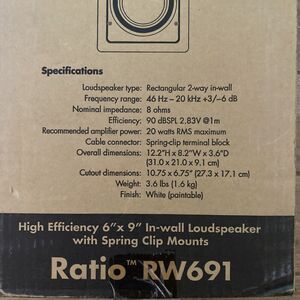 Specifications
Loudspeaker type: Rectangular 2-way in-wall
Frequency range: 46 Hz – 20 kHz +3/–6 dB
Nominal impedance: 8 ohms
Efficiency: 90 dBSPL 2.83V @1m
Recommended amplifier power: 20 watts RMS maximum
Cable connector: Spring-clip terminal block
Overall dimensions: 12.2"H x 8.2"W x 3.6"D
(31.0 x 21.0 x 9.1 cm)
Cutout dimensions: 10.75 x 6.75" (27.3 x 17.1 cm)
Weight: 3.6 lbs (1.6 kg)
Finish: White (paintable)
High Efficiency 6"x 9" In-wall Loudspeaker
with Spring Clip Mounts
Ratio™ RW691